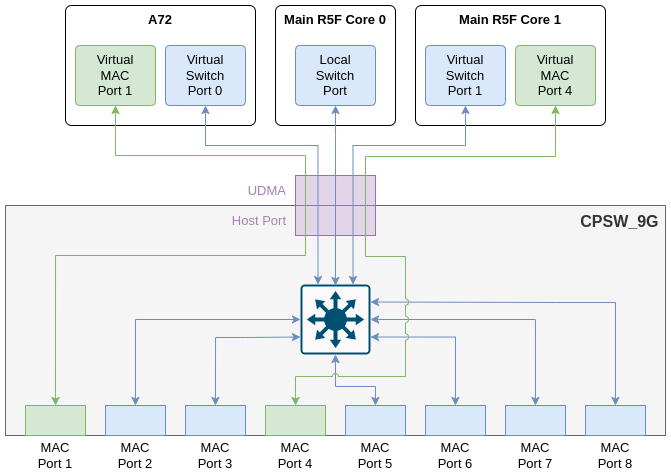 A72
Main R5F Core 0
Main R5F Core 1
Virtual
MAC
Port 1
Virtual
Switch
Port 0
Local
Switch
Port
Virtual
Switch
Port 1
Virtual
MAC
Port 4
UDMA
Host Port
CPSW_9G
MAC
Port 1
MAC
Port 2
MAC
Port 3
MAC
Port 4
MAC
Port 5
MAC
Port 6
MAC
Port 7
MAC
Port 8